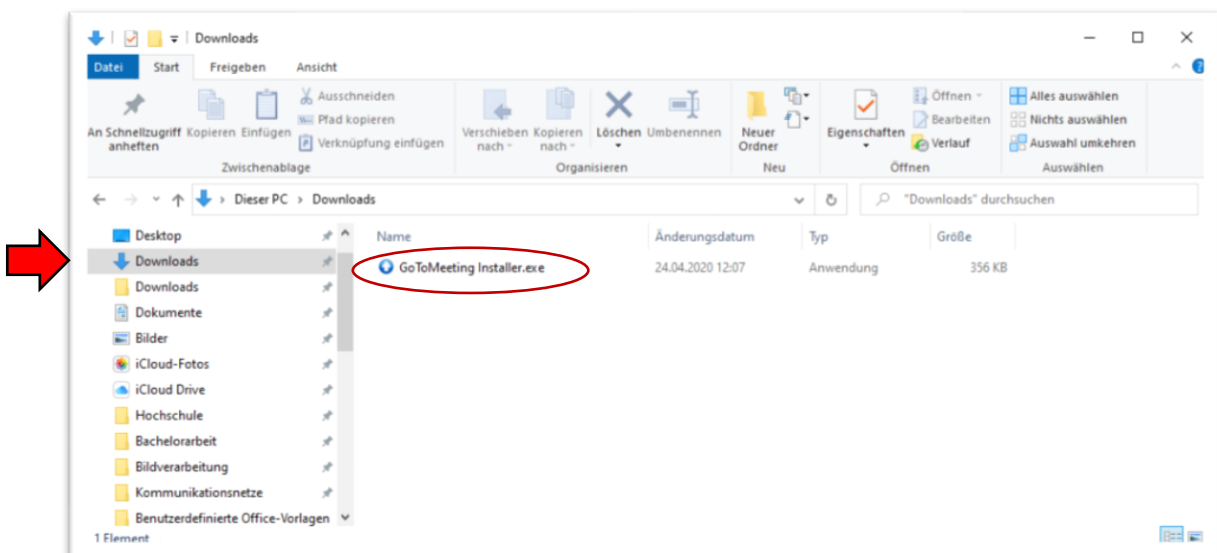 Downloads
Datei Start Freigeben Ansicht
An Schnellzugriff anheften
Kopieren
Einfügen
Ausschneiden
Pfad kopieren
Verknüpfung einfügen
Zwischenablage
Verschieben nach
Kopieren nach
Löschen
Umbenennen
Organisieren
Neuer Ordner
Neu
Eigenschaften
Öffnen
Bearbeiten
Verlauf
Öffnen
Alles auswählen
Nichts auswählen
Auswahl umkehren
Auswählen
Dieser PC > Downloads
"Downloads" durchsuchen
Desktop
Downloads
Downloads
Dokumente
Bilder
iCloud-Fotos
iCloud Drive
Hochschule
Bachelorarbeit
Bildverarbeitung
Kommunikationsnetze
Benutzerdefinierte Office-Vorlagen
Name Änderungsdatum Typ Größe
GoToMeeting Installer.exe 24.04.2020 12:07 Anwendung 356 KB
1 Element